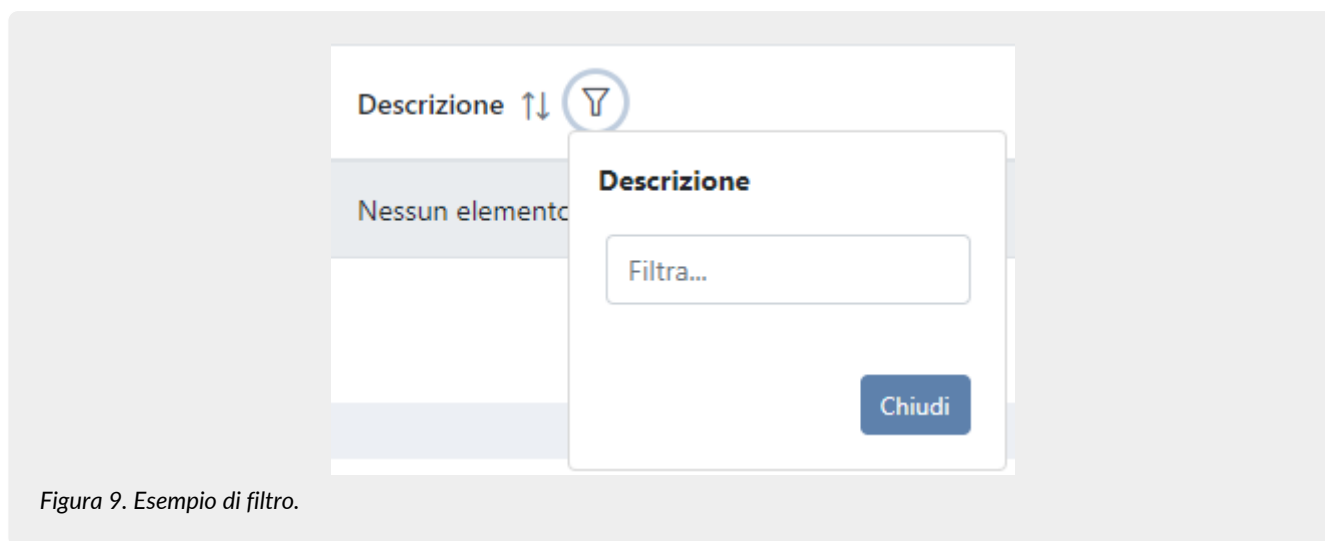 Descrizione
Descrizione
Nessun elemento
Filtra...
Chiudi
Figura 9. Esempio di filtro.